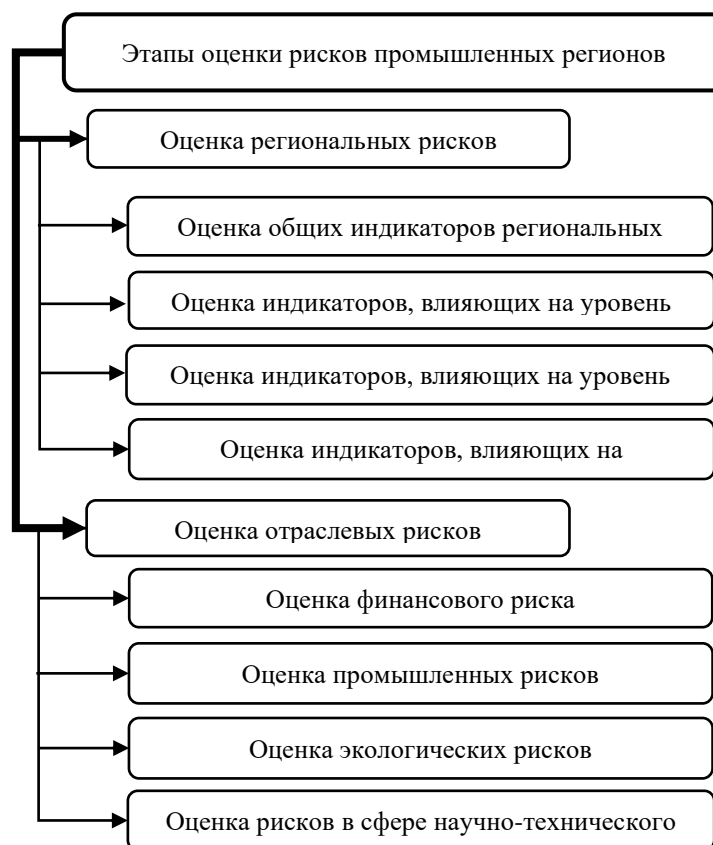 Этапы оценки рисков промышленных регионов
Оценка региональных рисков
Оценка общих индикаторов региональных
Оценка индикаторов, влияющих на уровень
Оценка индикаторов, влияющих на уровень
Оценка индикаторов, влияющих на
Оценка отраслевых рисков
Оценка финансового риска
Оценка промышленных рисков
Оценка экологических рисков
Оценка рисков в сфере научно-технического